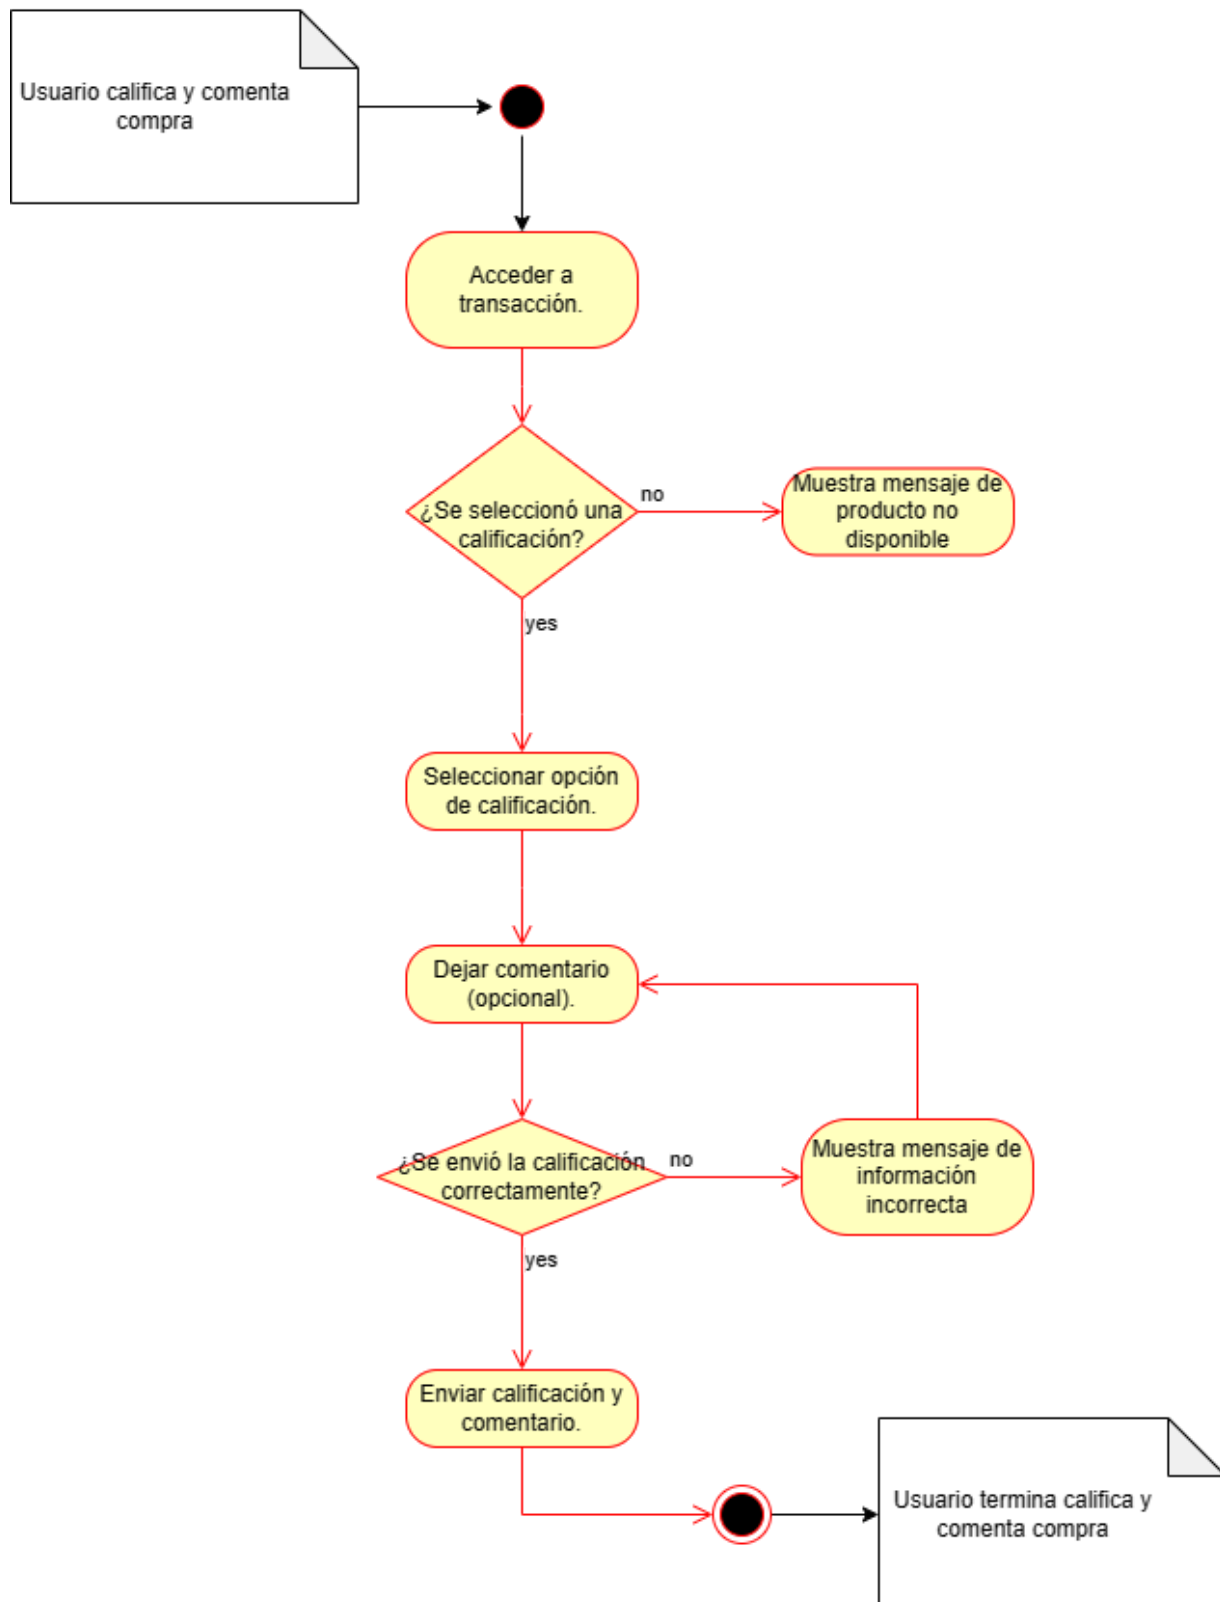 Usuario califica y comenta
compra
Acceder a
transacción.
¿Se seleccionó una
calificación?
no
Muestra mensaje de
producto no
disponible
yes
Seleccionar opción
de calificación.
Dejar comentario
(opcional).
¿Se envió la calificación
correctamente?
no
Muestra mensaje de
información
incorrecta
yes
Enviar calificación y
comentario.
Usuario termina califica y
comenta compra